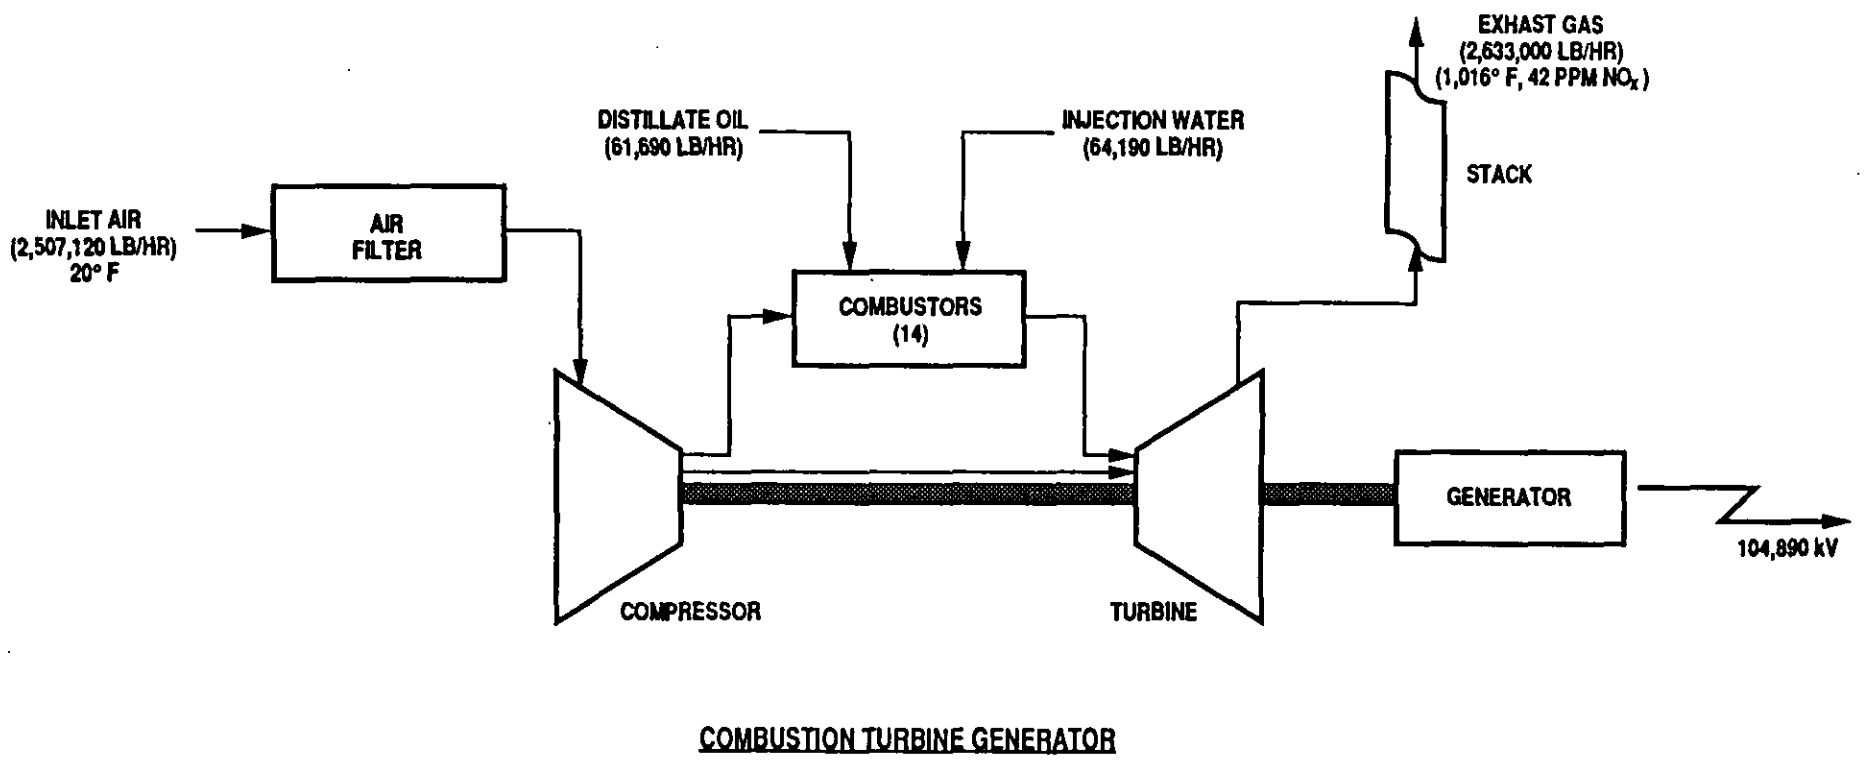 EXHAST GAS
(2,633,000 LB/HR)
(1,016° F, 42 PPM NOx)
DISTILLATE OIL
(61,690 LB/HR)
INJECTION WATER
(64,190 LB/HR)
STACK
INLET AIR
(2,507,120 LB/HR)
20° F
AIR
FILTER
COMBUSTORS
(14)
GENERATOR
104,890 kV
COMPRESSOR
TURBINE
COMBUSTION TURBINE GENERATOR